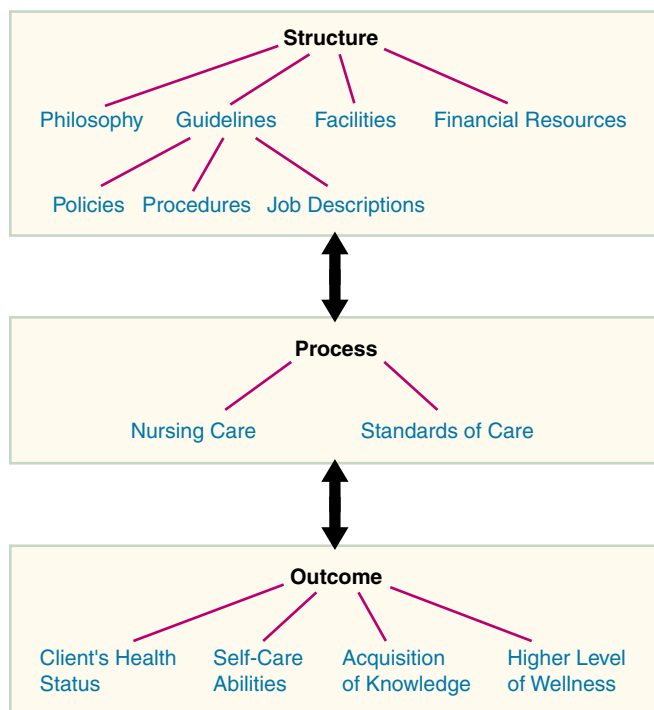 Structure
Philosophy Guidelines Facilities Financial Resources
Policies Procedures Job Descriptions
Process
Nursing Care Standards of Care
Outcome
Client's Health Status
Self-Care Abilities
Acquisition of Knowledge
Higher Level of Wellness